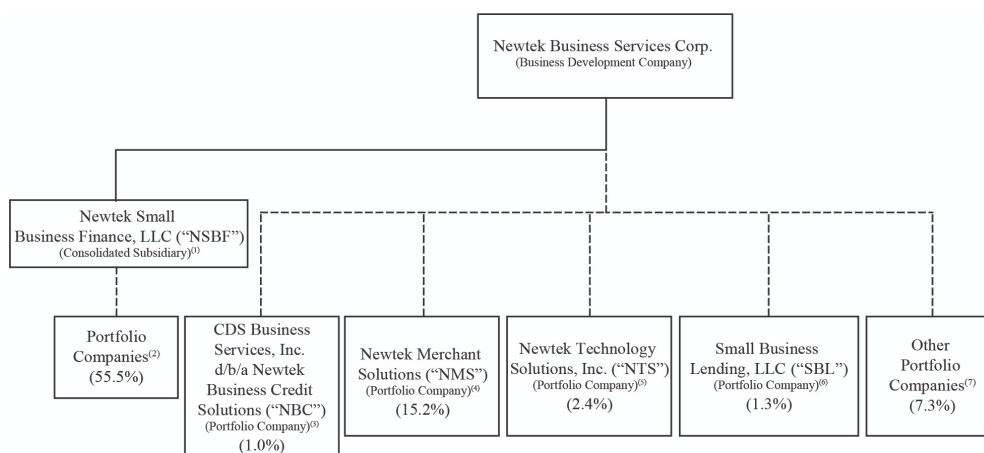 Newtek Business Services Corp.
(Business Development Company)
Newtek Small
Business Finance, LLC (“NSBF”)
(Consolidated Subsidiary)(1)
Portfolio
Companies(2)
(55.5%)
CDS Business
Services, Inc.
d/b/a Newtek
Business Credit
Solutions (“NBC”)
(Portfolio Company)(3)
(1.0%)
Newtek Merchant
Solutions (“NMS”)
(Portfolio Company)(4)
(15.2%)
Newtek Technology
Solutions, Inc. (“NTS”)
(Portfolio Company)(5)
(2.4%)
Small Business
Lending, LLC (“SBL”)
(Portfolio Company)(6)
(1.3%)
Other
Portfolio
Companies(7)
(7.3%)